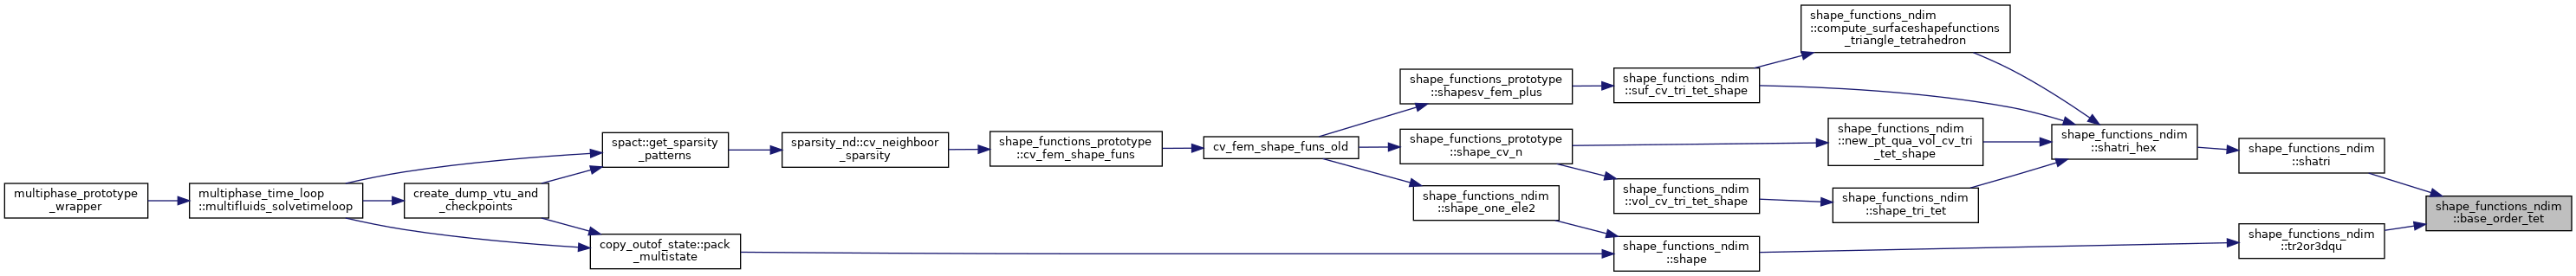 multiphase_prototype
_wrapper
multiphase_time_loop
::multifluids_solvetimeloop
create_dump_vtu_and
_checkpoints
spact::get_sparsity
_patterns
copy_outof_state::pack
_multistate
sparsity_nd::cv_neighboor
_sparsity
shape_functions_prototype
::cv_fem_shape_funs
cv_fem_shape_funs_old
shape_functions_prototype
::shapesv_fem_plus
shape_functions_prototype
::shape_cv_n
shape_functions_ndim
::shape_one_ele2
shape_functions_ndim
::suf_cv_tri_tet_shape
shape_functions_ndim
::vol_cv_tri_tet_shape
shape_functions_ndim
::shape
shape_functions_ndim
::compute_surfaceshapefunctions
_triangle_tetrahedron
shape_functions_ndim
::new_pt_qua_vol_cv_tri
_tet_shape
shape_functions_ndim
::shape_tri_tet
shape_functions_ndim
::shatri_hex
shape_functions_ndim
::shatri
shape_functions_ndim
::tr2or3dqu
shape_functions_ndim
::base_order_tet